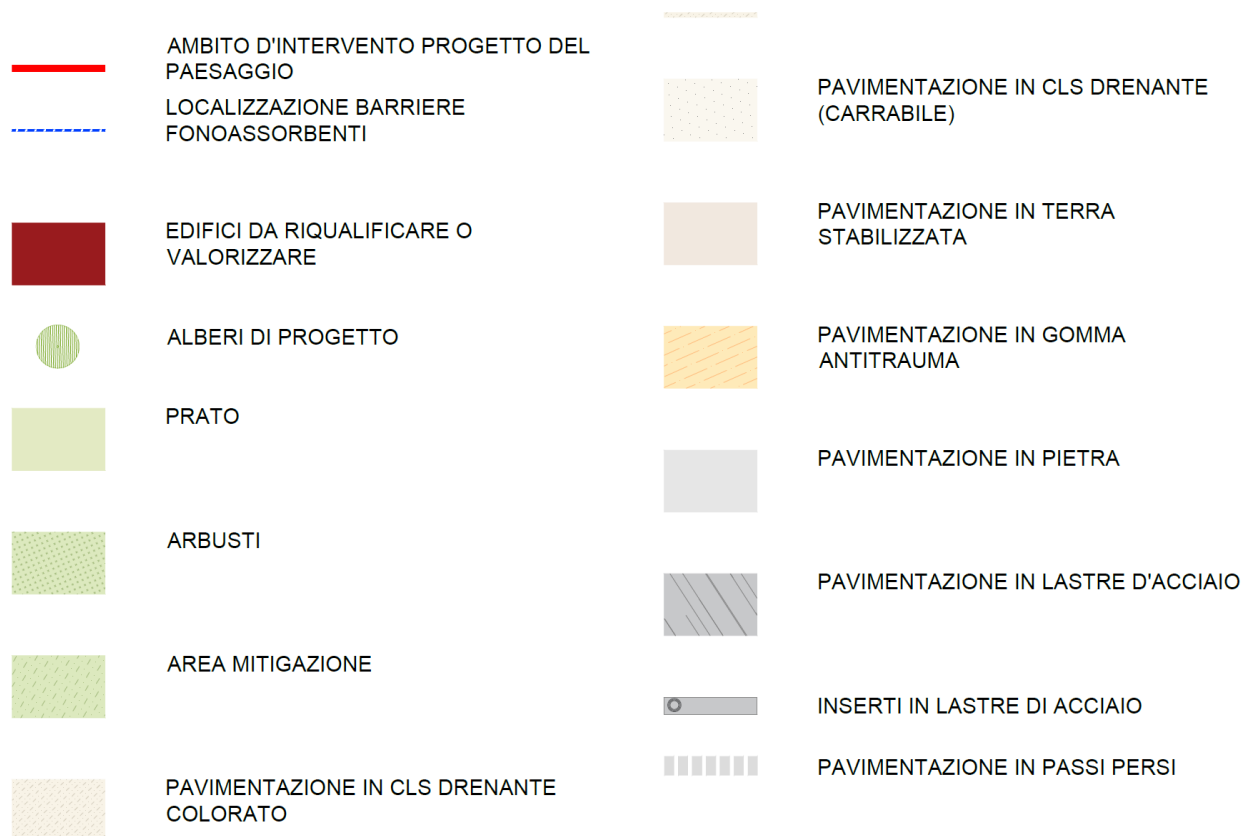 AMBITO D'INTERVENTO PROGETTO DEL
PAESAGGIO
LOCALIZZAZIONE BARRIERE
FONOASSORBENTI
EDIFICI DA RIQUALIFICARE O
VALORIZZARE
ALBERI DI PROGETTO
PRATO
ARBUSTI
AREA MITIGAZIONE
PAVIMENTAZIONE IN CLS DRENANTE
COLORATO
PAVIMENTAZIONE IN CLS DRENANTE
(CARRABILE)
PAVIMENTAZIONE IN TERRA
STABILIZZATA
PAVIMENTAZIONE IN GOMMA
ANTITRAUMA
PAVIMENTAZIONE IN PIETRA
PAVIMENTAZIONE IN LASTRE D'ACCIAIO
INSERTI IN LASTRE DI ACCIAIO
PAVIMENTAZIONE IN PASSI PERSI